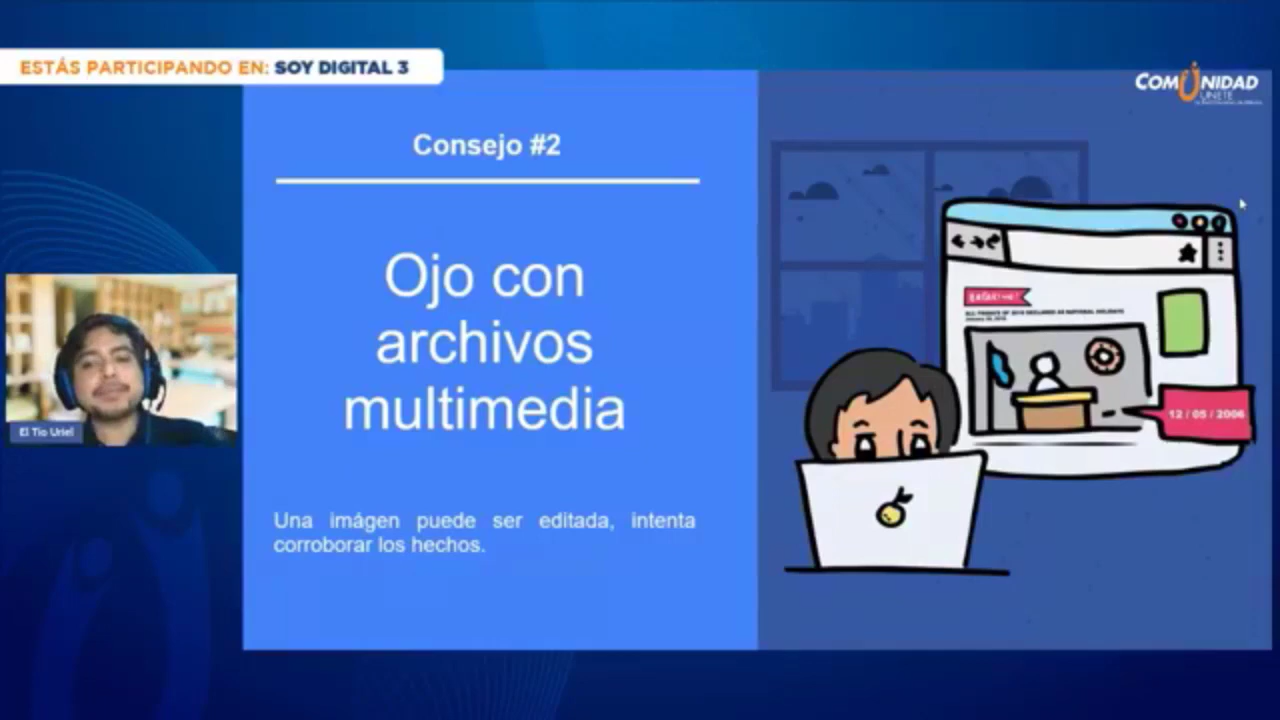 ESTÁS PARTICIPANDO EN: SOY DIGITAL 3
COMUNIDAD
UNETE
Consejo #2
Ojo con
archivos
multimedia
Una imágen puede ser editada, intenta
corroborar los hechos.
El Tío Uriel
12 / 05 / 2006